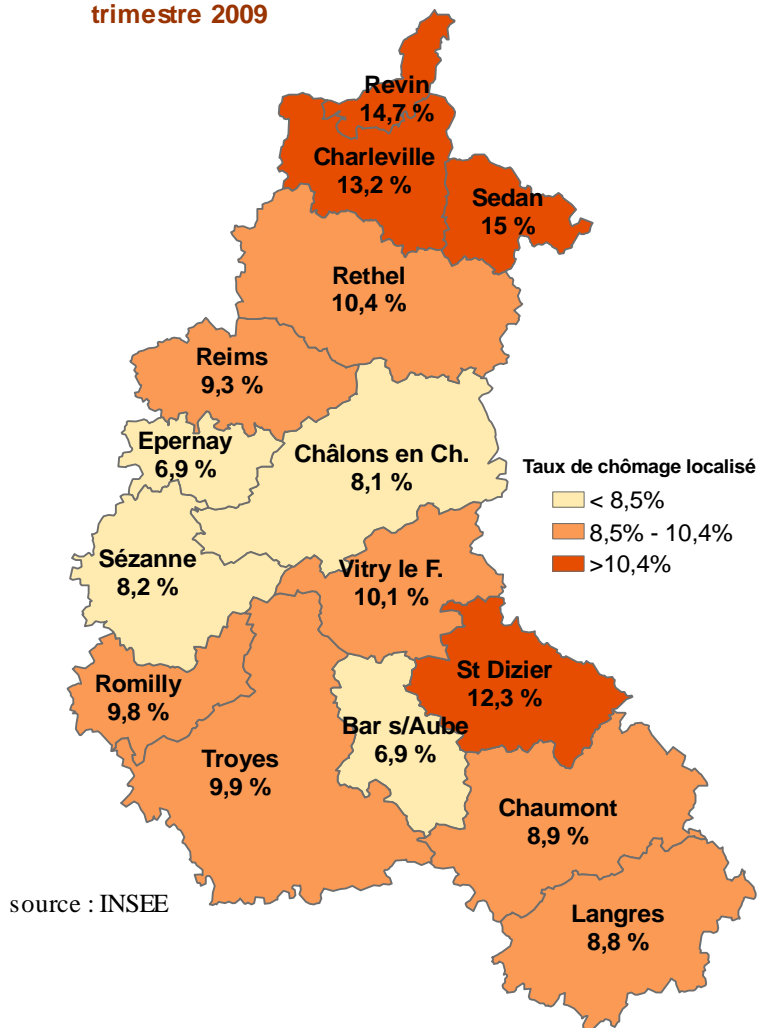 trimestre 2009
Revin
14,7 %
Charleville
13,2 %
Sedan
15 %
Rethel
10,4 %
Reims
9,3 %
Epernay
6,9 %
Châlons en Ch.
8,1 %
Taux de chômage localisé
< 8,5%
8,5% - 10,4%
>10,4%
Sézanne
8,2 %
Vitry le F.
10,1 %
St Dizier
12,3 %
Romilly
9,8 %
Bar s/Aube
6,9 %
Troyes
9,9 %
Chaumont
8,9 %
source : INSEE
Langres
8,8 %